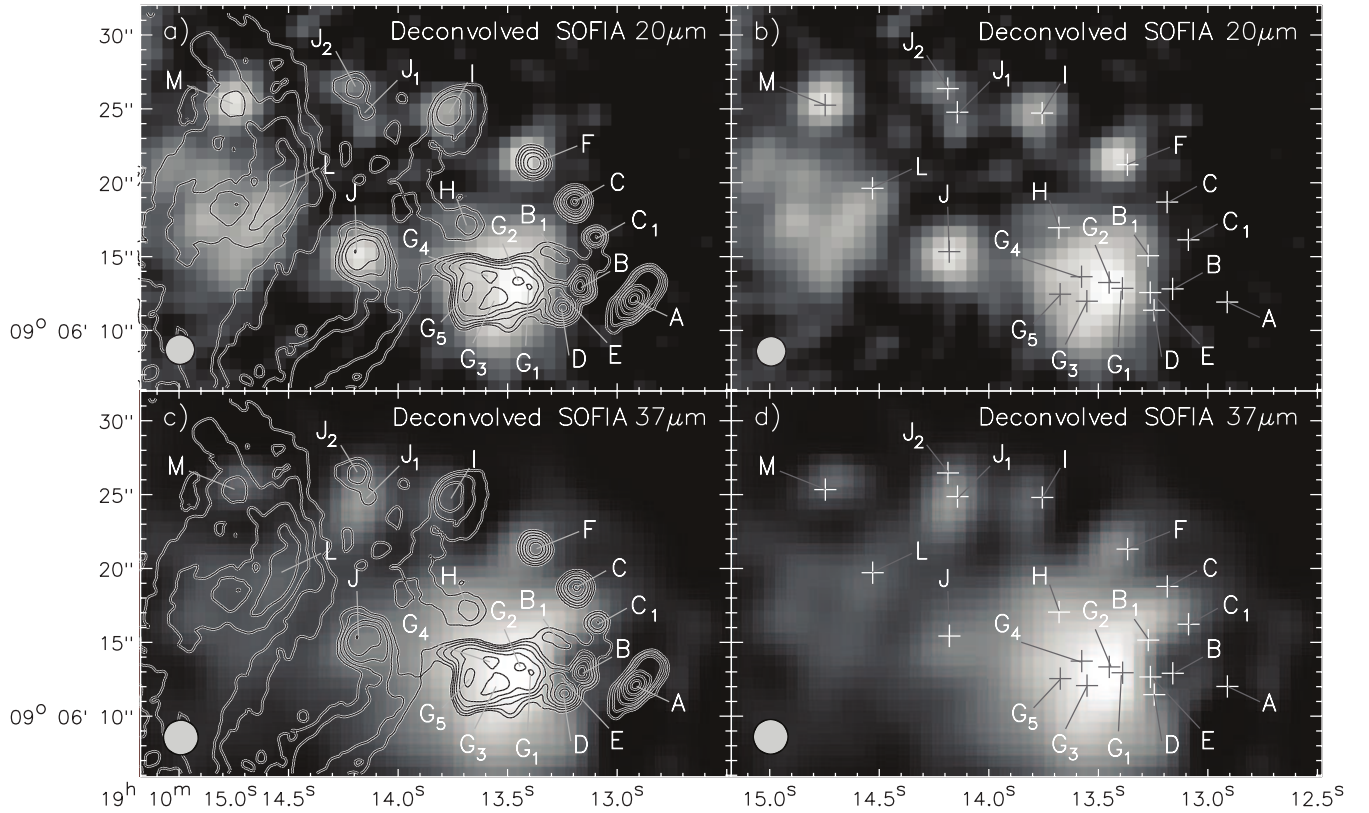 a) Deconvolved SOFIA 20μm
30''
25''
20''
15''
09° 06' 10''
M
J₂
J₁
I
F
L
J
H
C
G₄
G₂
B₁
C₁
B
A
G₅
G₃
G₁
D
E
b) Deconvolved SOFIA 20μm
M
J₂
J₁
I
F
L
J
H
C
G₄
G₂
B₁
C₁
B
A
G₅
G₃
G₁
D
E
c) Deconvolved SOFIA 37μm
30''
25''
20''
15''
09° 06' 10''
M
J₂
J₁
I
F
L
J
H
C
G₄
G₂
B₁
C₁
B
A
G₅
G₃
G₁
D
E
d) Deconvolved SOFIA 37μm
M
J₂
J₁
I
F
L
J
H
C
G₄
G₂
B₁
C₁
B
A
G₅
G₃
G₁
D
E
19ʰ 10ᵐ 15.0ˢ 14.5ˢ 14.0ˢ 13.5ˢ 13.0ˢ
15.0ˢ 14.5ˢ 14.0ˢ 13.5ˢ 13.0ˢ 12.5ˢ